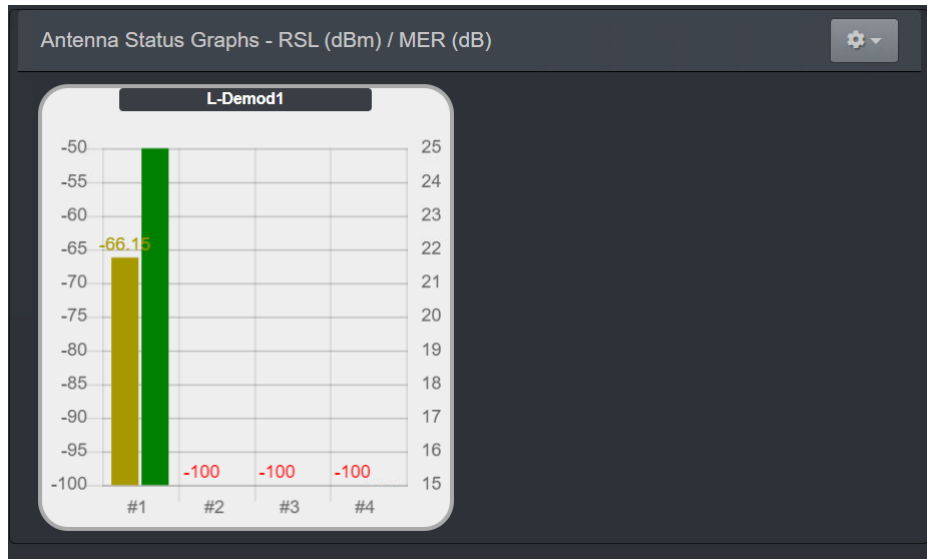 Antenna Status Graphs - RSL (dBm) / MER (dB)
L-Demod1
-50 25
-55 24
-60 23
-65 -66.15 22
-70 21
-75 20
-80 19
-85 18
-90 17
-95 16
-100 -100 -100
-100 15
#1 #2 #3 #4